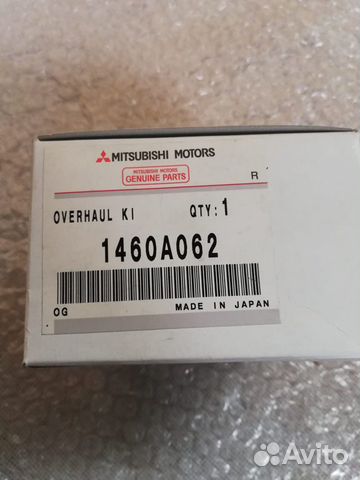 MITSUBISHI MOTORS
MITSUBISHI MOTORS
GENUINE PARTS
R
OVERHAUL KI QTY: 1
1460A062
OG MADE IN JAPAN
Avito